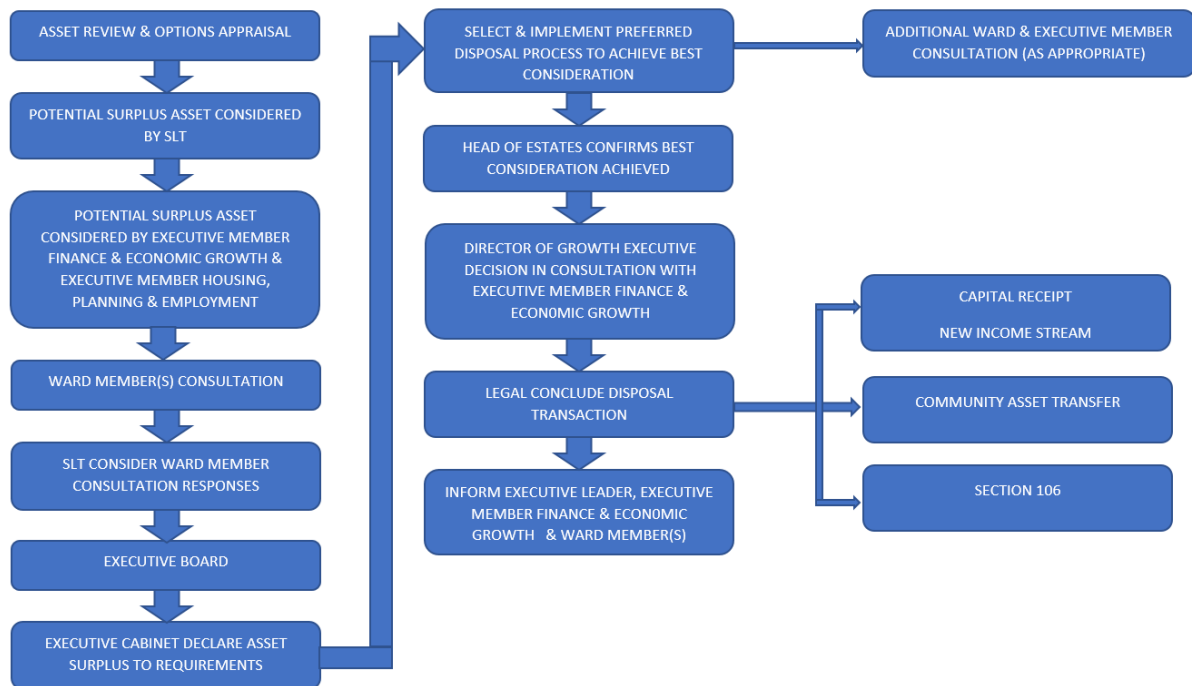 ASSET REVIEW & OPTIONS APPRAISAL
POTENTIAL SURPLUS ASSET CONSIDERED
BY SLT
POTENTIAL SURPLUS ASSET
CONSIDERED BY EXECUTIVE MEMBER
FINANCE & ECONOMIC GROWTH &
EXECUTIVE MEMBER HOUSING,
PLANNING & EMPLOYMENT
WARD MEMBER(S) CONSULTATION
SLT CONSIDER WARD MEMBER
CONSULTATION RESPONSES
EXECUTIVE BOARD
EXECUTIVE CABINET DECLARE ASSET
SURPLUS TO REQUIREMENTS
SELECT & IMPLEMENT PREFERRED
DISPOSAL PROCESS TO ACHIEVE BEST
CONSIDERATION
ADDITIONAL WARD & EXECUTIVE MEMBER
CONSULTATION (AS APPROPRIATE)
HEAD OF ESTATES CONFIRMS BEST
CONSIDERATION ACHIEVED
DIRECTOR OF GROWTH EXECUTIVE
DECISION IN CONSULTATION WITH
EXECUTIVE MEMBER FINANCE &
ECON0MIC GROWTH
LEGAL CONCLUDE DISPOSAL
TRANSACTION
INFORM EXECUTIVE LEADER, EXECUTIVE
MEMBER FINANCE & ECON0MIC
GROWTH & WARD MEMBER(S)
CAPITAL RECEIPT
NEW INCOME STREAM
COMMUNITY ASSET TRANSFER
SECTION 106